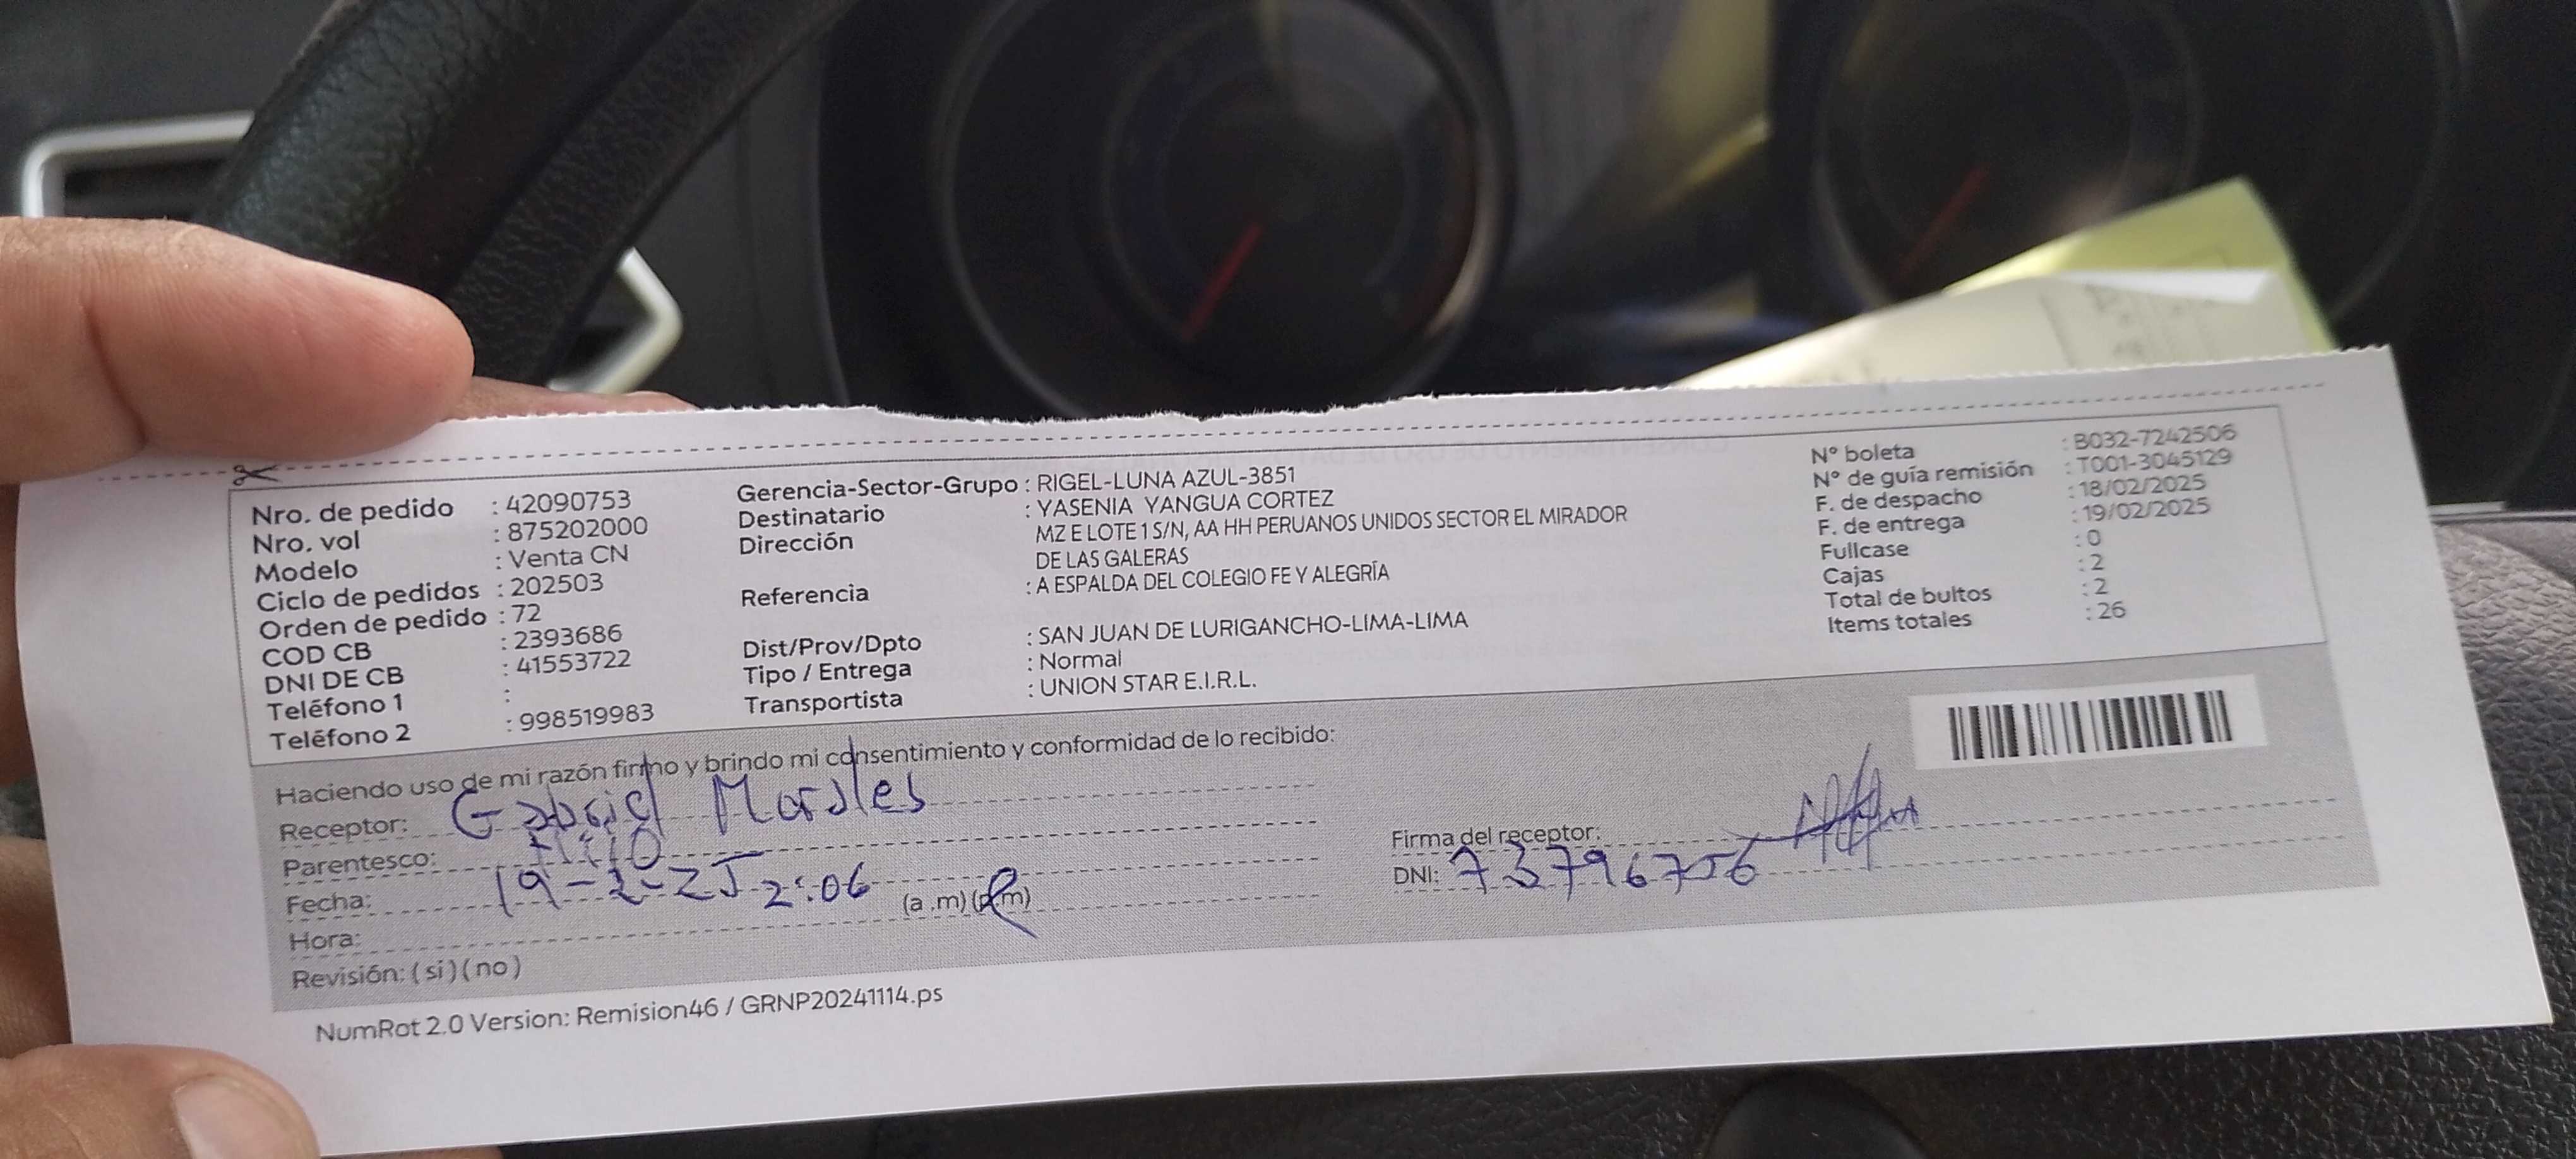 Nro. de pedido : 42090753
Nro. vol : 875202000
Modelo : Venta CN
Ciclo de pedidos : 202503
Orden de pedido : 72
COD CB : 2393686
DNI DE CB : 41553722
Teléfono 1 :
Teléfono 2 : 998519983
Gerencia-Sector-Grupo : RIGEL-LUNA AZUL-3851
Destinatario : YASENIA YANGUA CORTEZ
Dirección MZ E LOTE 1 S/N, AA HH PERUANOS UNIDOS SECTOR EL MIRADOR
DE LAS GALERAS
Referencia : A ESPALDA DEL COLEGIO FE Y ALEGRÍA
Dist/Prov/Dpto : SAN JUAN DE LURIGANCHO-LIMA-LIMA
Tipo / Entrega : Normal
Transportista : UNION STAR E.I.R.L.
N° boleta : B032-7242506
N° de guía remisión : T001-3045129
F. de despacho : 18/02/2025
F. de entrega : 19/02/2025
Fullcase : 0
Cajas : 2
Total de bultos : 2
Items totales : 26
Haciendo uso de mi razón firmo y brindo mi consentimiento y conformidad de lo recibido:
Receptor: Gabriel Morales
Parentesco: Hijo
Fecha: 19-2-25
Hora: 2:06 (a.m)(p.m)
Revisión: (si)(no)
Firma del receptor:
DNI: 73796756
NumRot 2.0 Version: Remision46 / GRNP20241114.ps